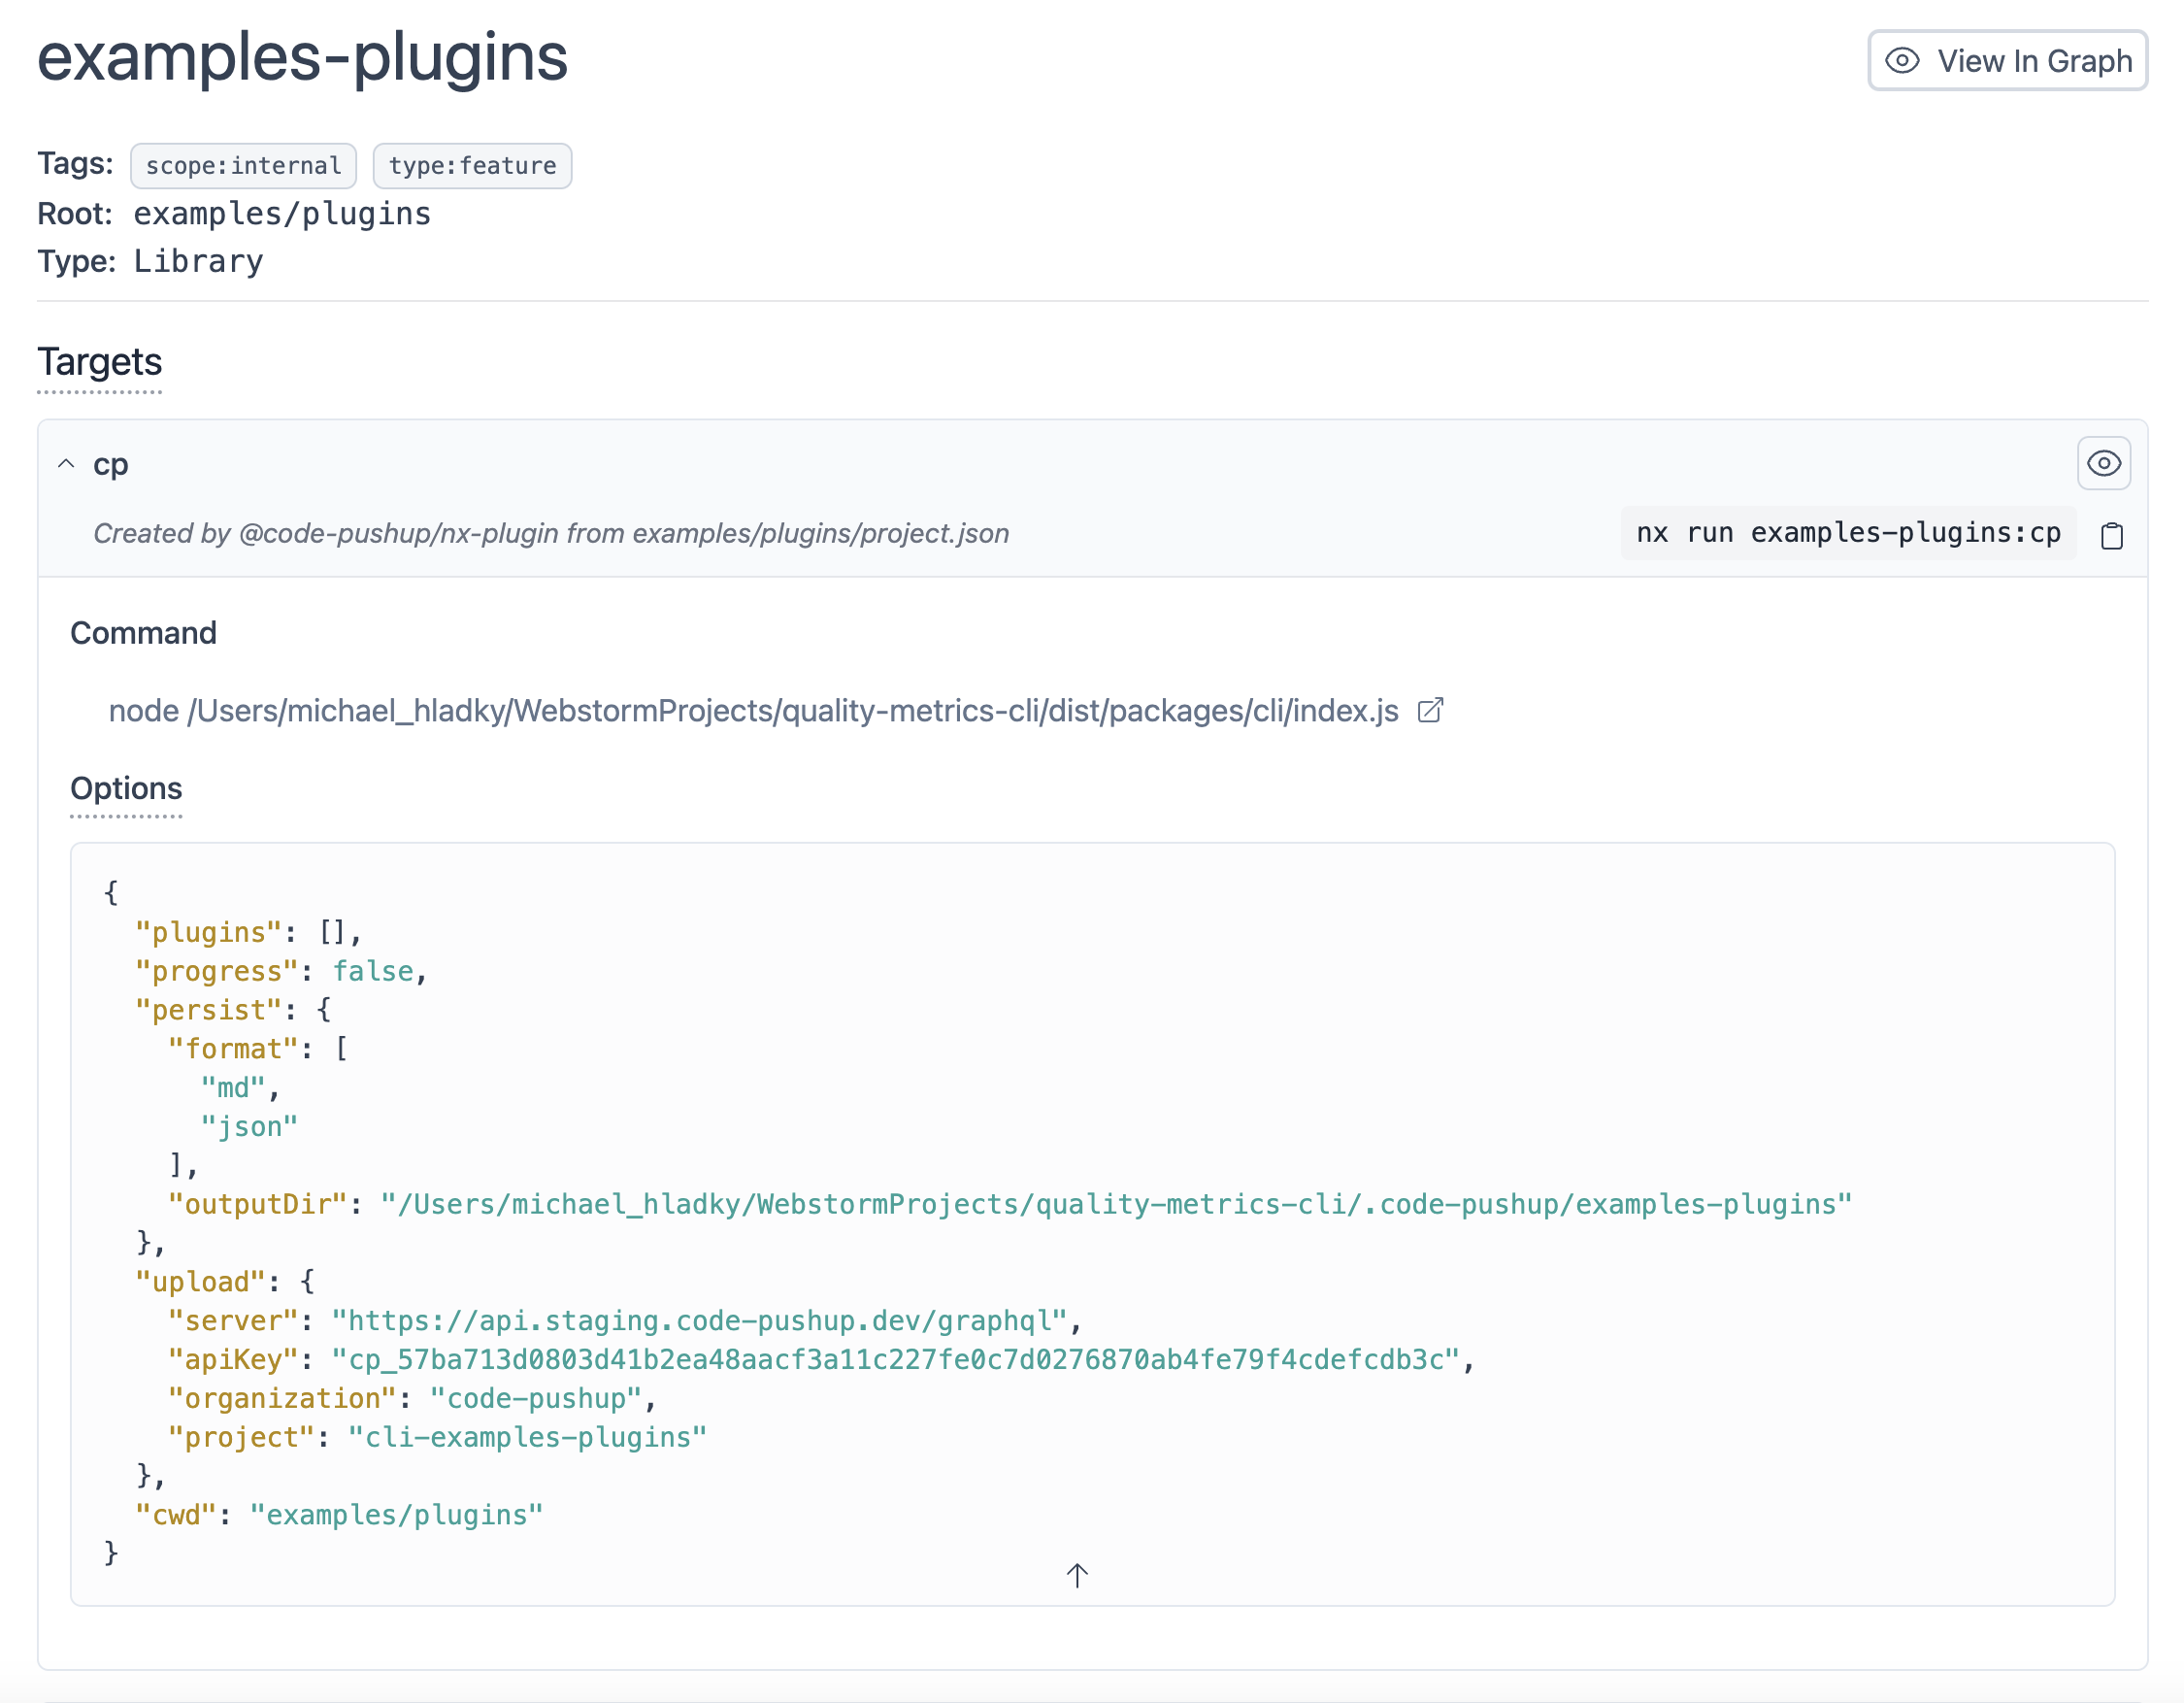 examples-plugins
View In Graph
Tags: scope:internal type:feature
Root: examples/plugins
Type: Library
Targets
cp
Created by @code-pushup/nx-plugin from examples/plugins/project.json
nx run examples-plugins:cp
Command
node /Users/michael_hladky/WebstormProjects/quality-metrics-cli/dist/packages/cli/index.js
Options
{
  "plugins": [],
  "progress": false,
  "persist": {
    "format": [
      "md",
      "json"
    ],
    "outputDir": "/Users/michael_hladky/WebstormProjects/quality-metrics-cli/.code-pushup/examples-plugins"
  },
  "upload": {
    "server": "https://api.staging.code-pushup.dev/graphql",
    "apiKey": "cp_57ba713d0803d41b2ea48aacf3a11c227fe0c7d0276870ab4fe79f4cdefcdb3c",
    "organization": "code-pushup",
    "project": "cli-examples-plugins"
  },
  "cwd": "examples/plugins"
}